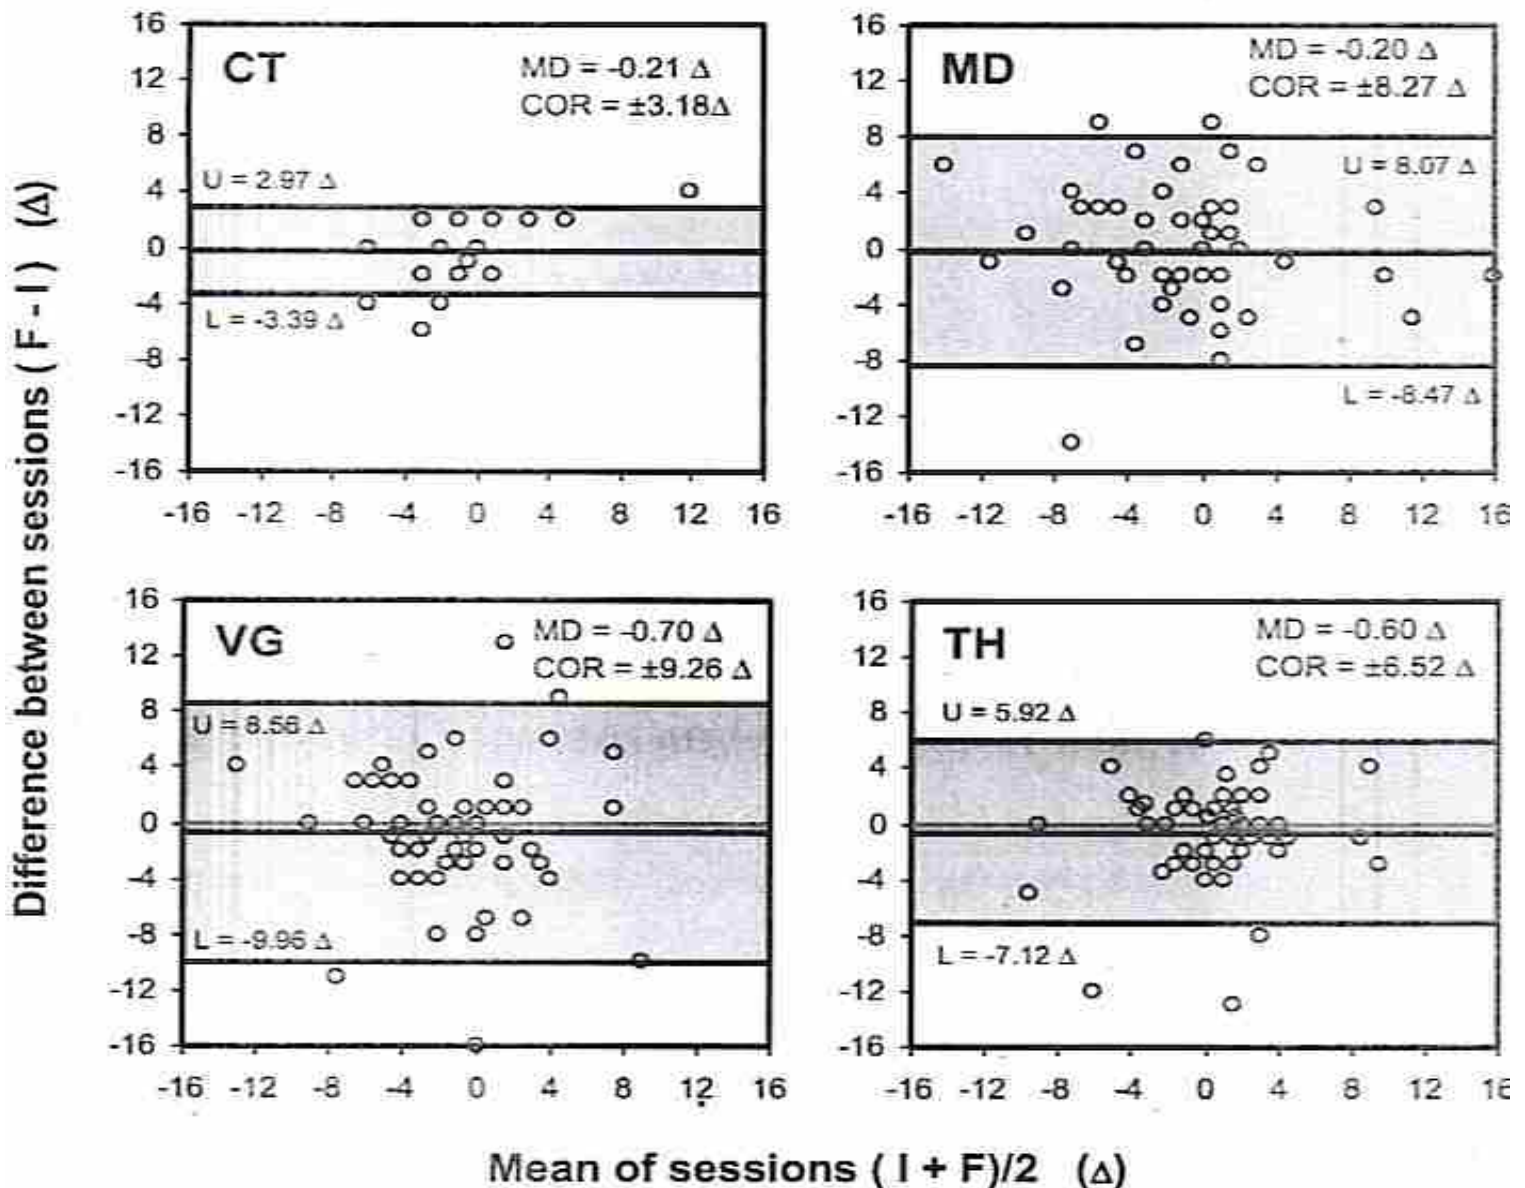 Difference between sessions ( F - I ) (Δ)
16
12
8
4
0
-4
-8
-12
-16
CT
MD = -0.21 Δ
COR = ±3.18Δ
U = 2.97 Δ
L = -3.39 Δ
-16 -12 -8 -4 0 4 8 12 16
16
12
8
4
0
-4
-8
-12
-16
MD
MD = -0.20 Δ
COR = ±8.27 Δ
U = 8.07 Δ
L = -8.47 Δ
-16 -12 -8 -4 0 4 8 12 16
16
12
8
4
0
-4
-8
-12
-16
VG
MD = -0.70 Δ
COR = ±9.26 Δ
U = 8.56 Δ
L = -9.96 Δ
-16 -12 -8 -4 0 4 8 12 16
16
12
8
4
0
-4
-8
-12
-16
TH
MD = -0.60 Δ
COR = ±6.52 Δ
U = 5.92 Δ
L = -7.12 Δ
-16 -12 -8 -4 0 4 8 12 16
Mean of sessions ( I + F)/2 (Δ)